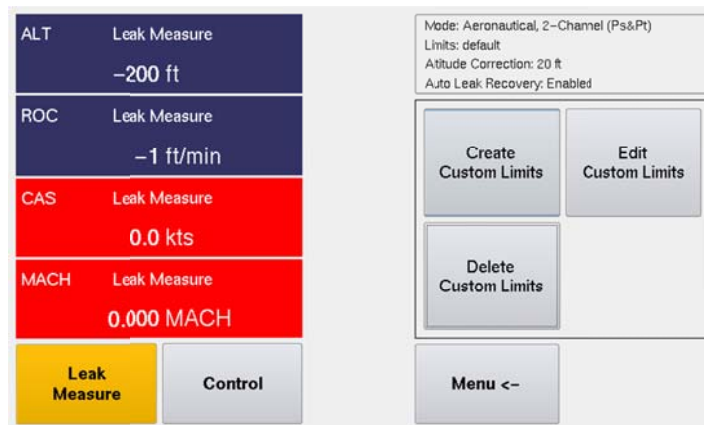 ALT Leak Measure
-200 ft
ROC Leak Measure
-1 ft/min
CAS Leak Measure
0.0 kts
MACH Leak Measure
0.000 MACH
Leak
Measure
Control
Mode: Aeronautical, 2-Channel (Ps&Pt)
Limits: default
Atitude Correction: 20 ft
Auto Leak Recovery: Enabled
Create
Custom Limits
Edit
Custom Limits
Delete
Custom Limits
Menu <-